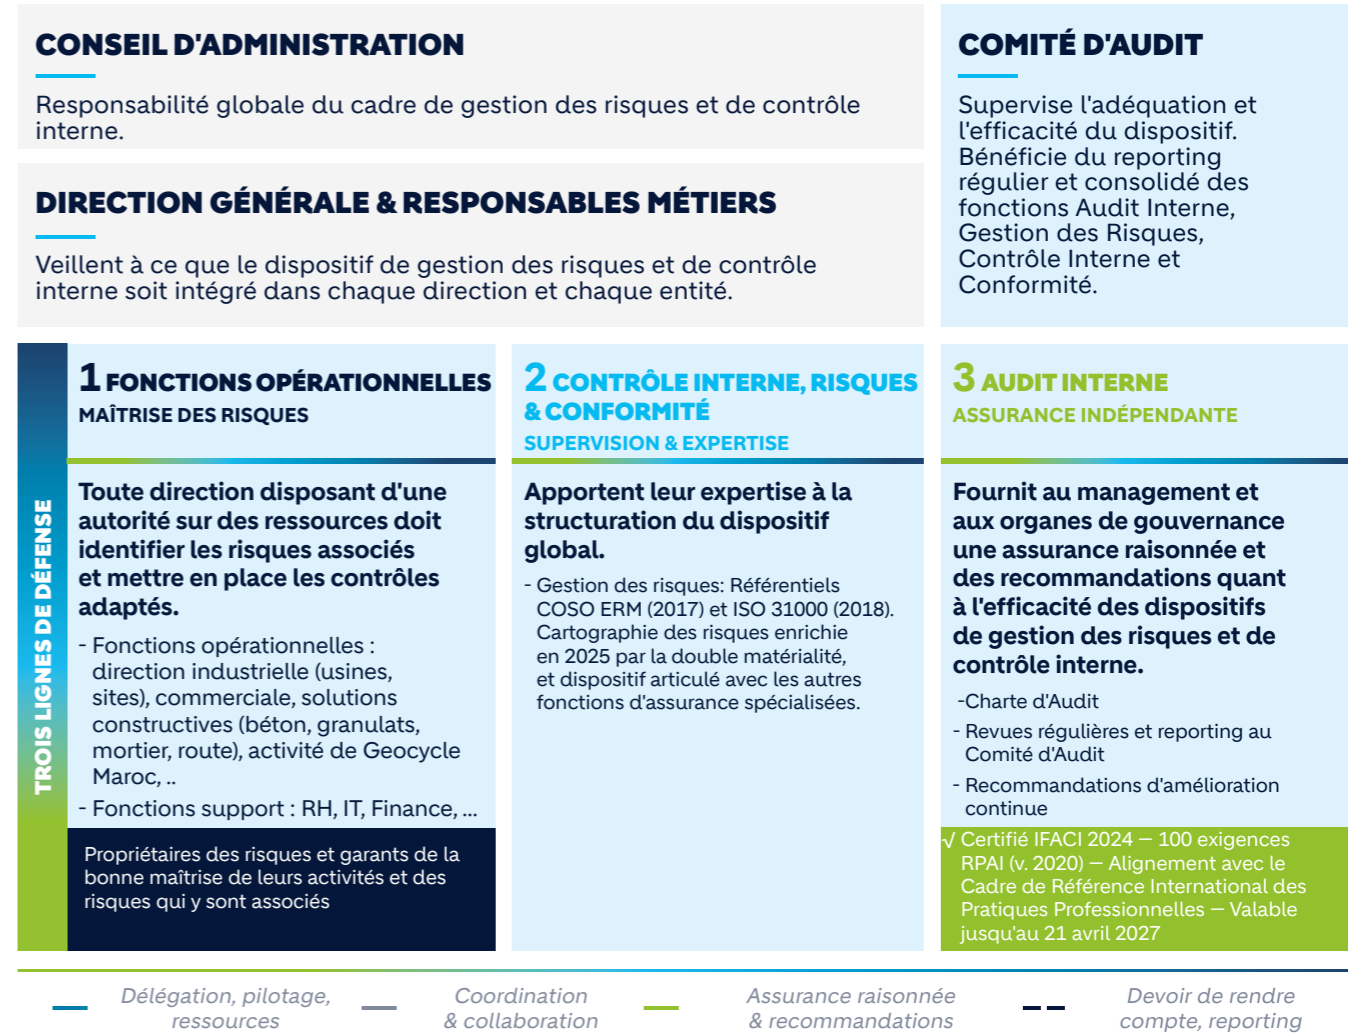 CONSEIL D'ADMINISTRATION
Responsabilité globale du cadre de gestion des risques et de contrôle
interne.
DIRECTION GÉNÉRALE & RESPONSABLES MÉTIERS
Veillent à ce que le dispositif de gestion des risques et de contrôle
interne soit intégré dans chaque direction et chaque entité.
COMITÉ D'AUDIT
Supervise l'adéquation et
l'efficacité du dispositif.
Bénéficie du reporting
régulier et consolidé des
fonctions Audit Interne,
Gestion des Risques,
Contrôle Interne et
Conformité.
TROIS LIGNES DE DÉFENSE
1 FONCTIONS OPÉRATIONNELLES
MAÎTRISE DES RISQUES
Toute direction disposant d'une
autorité sur des ressources doit
identifier les risques associés
et mettre en place les contrôles
adaptés.
- Fonctions opérationnelles :
direction industrielle (usines,
sites), commerciale, solutions
constructives (béton, granulats,
mortier, route), activité de Geocycle
Maroc, ..
- Fonctions support : RH, IT, Finance, ...
Propriétaires des risques et garants de la
bonne maîtrise de leurs activités et des
risques qui y sont associés
2 CONTRÔLE INTERNE, RISQUES
& CONFORMITÉ
SUPERVISION & EXPERTISE
Apportent leur expertise à la
structuration du dispositif
global.
- Gestion des risques: Référentiels
COSO ERM (2017) et ISO 31000 (2018).
Cartographie des risques enrichie
en 2025 par la double matérialité,
et dispositif articulé avec les autres
fonctions d'assurance spécialisées.
3 AUDIT INTERNE
ASSURANCE INDÉPENDANTE
Fournit au management et
aux organes de gouvernance
une assurance raisonnée et
des recommandations quant
à l'efficacité des dispositifs
de gestion des risques et de
contrôle interne.
-Charte d'Audit
- Revues régulières et reporting au
Comité d'Audit
- Recommandations d'amélioration
continue
√ Certifié IFACI 2024 — 100 exigences
RPAI (v. 2020) — Alignement avec le
Cadre de Référence International des
Pratiques Professionnelles — Valable
jusqu'au 21 avril 2027
Délégation, pilotage,
ressources
Coordination
& collaboration
Assurance raisonnée
& recommandations
Devoir de rendre
compte, reporting